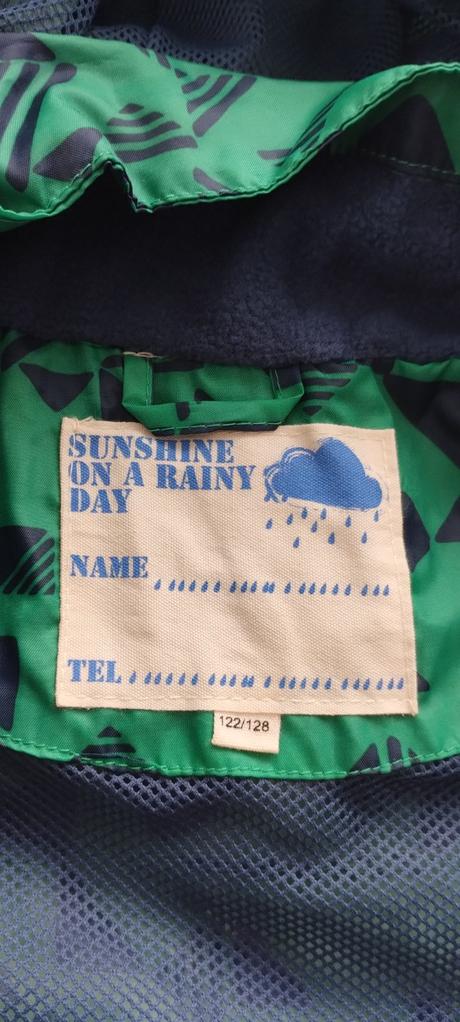 SUNSHINE
ON A RAINY
DAY
NAME
TEL
122/128